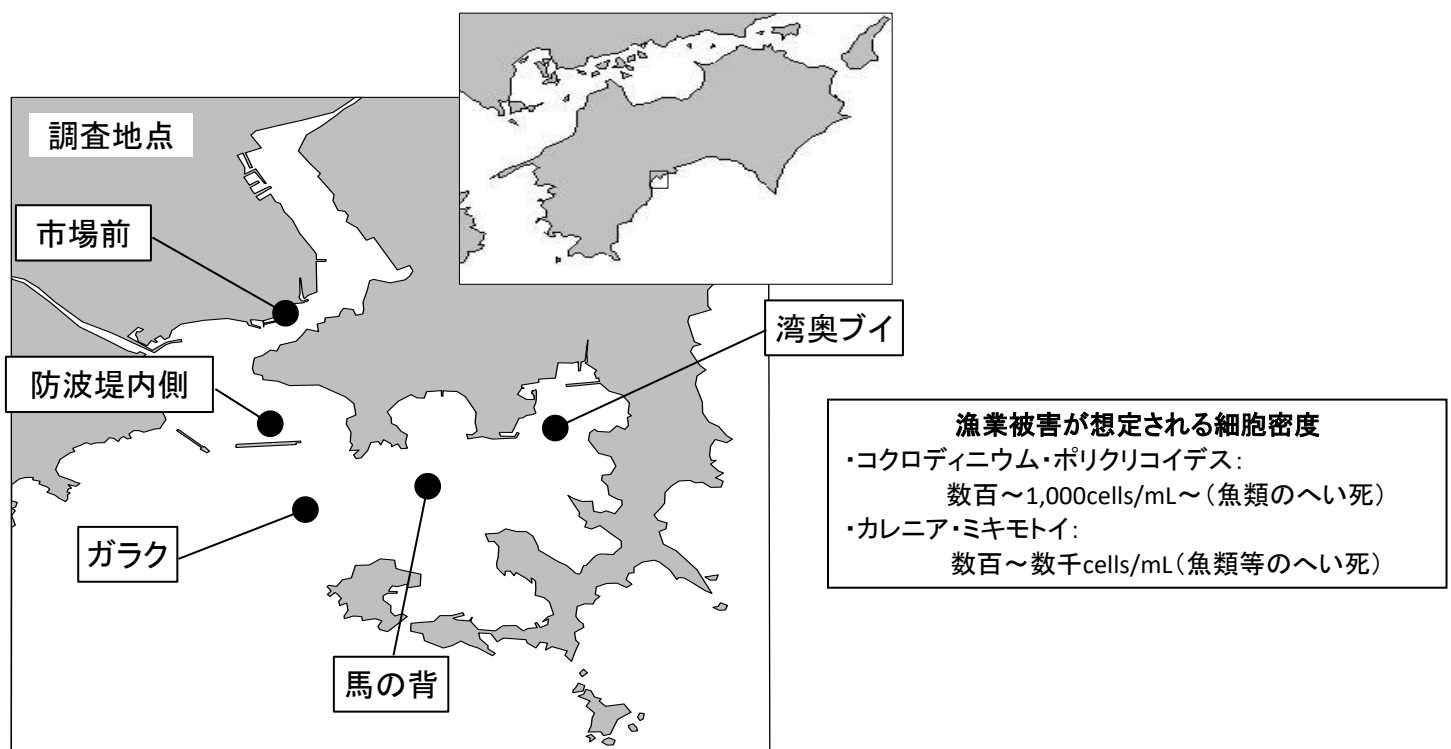 調査地点
市場前
湾奥ブイ
防波堤内側
ガラク
馬の背
漁業被害が想定される細胞密度
・コクロディニウム・ポリクリコイデス:
数百～1,000cells/mL～(魚類のへい死)
・カレニア・ミキモトイ:
数百～数千cells/mL(魚類等のへい死)